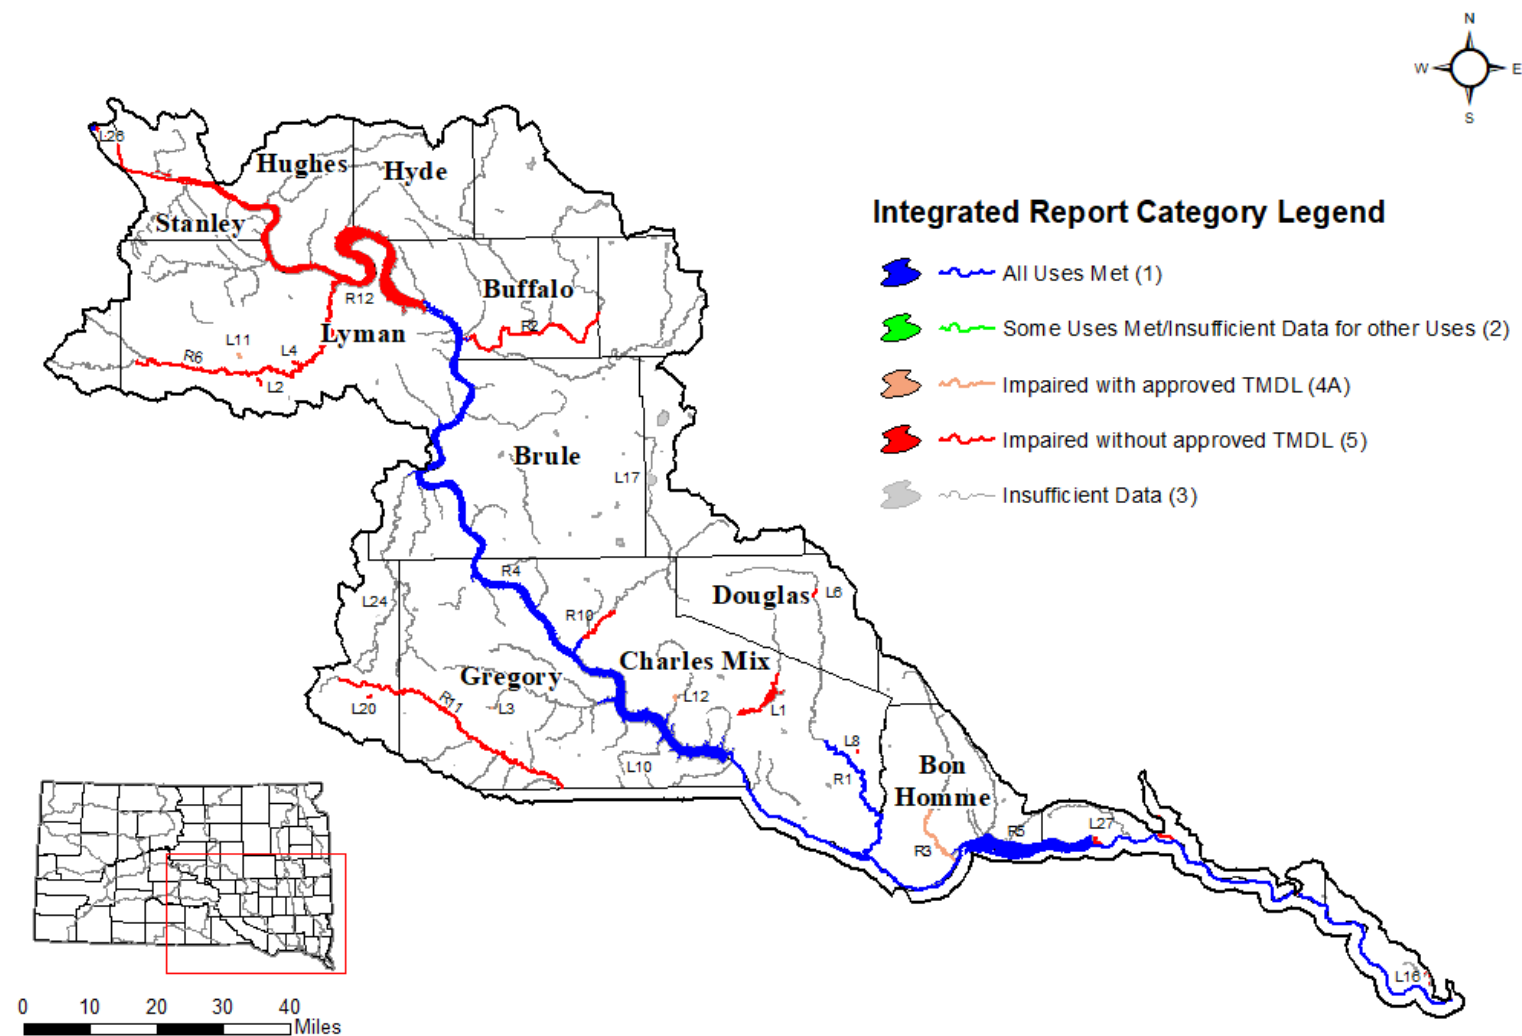 N
W
E
S
L26
Hughes
Hyde
Stanley
Integrated Report Category Legend
All Uses Met (1)
Some Uses Met/Insufficient Data for other Uses (2)
Impaired with approved TMDL (4A)
Impaired without approved TMDL (5)
Insufficient Data (3)
Buffalo
R12
R2
Lyman
L11
R6
L4
L2
Brule
L17
R4
L24
R10
Douglas
L6
Charles Mix
Gregory
L20
R11
L3
L12
L1
L10
L8
R1
Bon
Homme
R3
R5
L27
L16
0 10 20 30 40
Miles